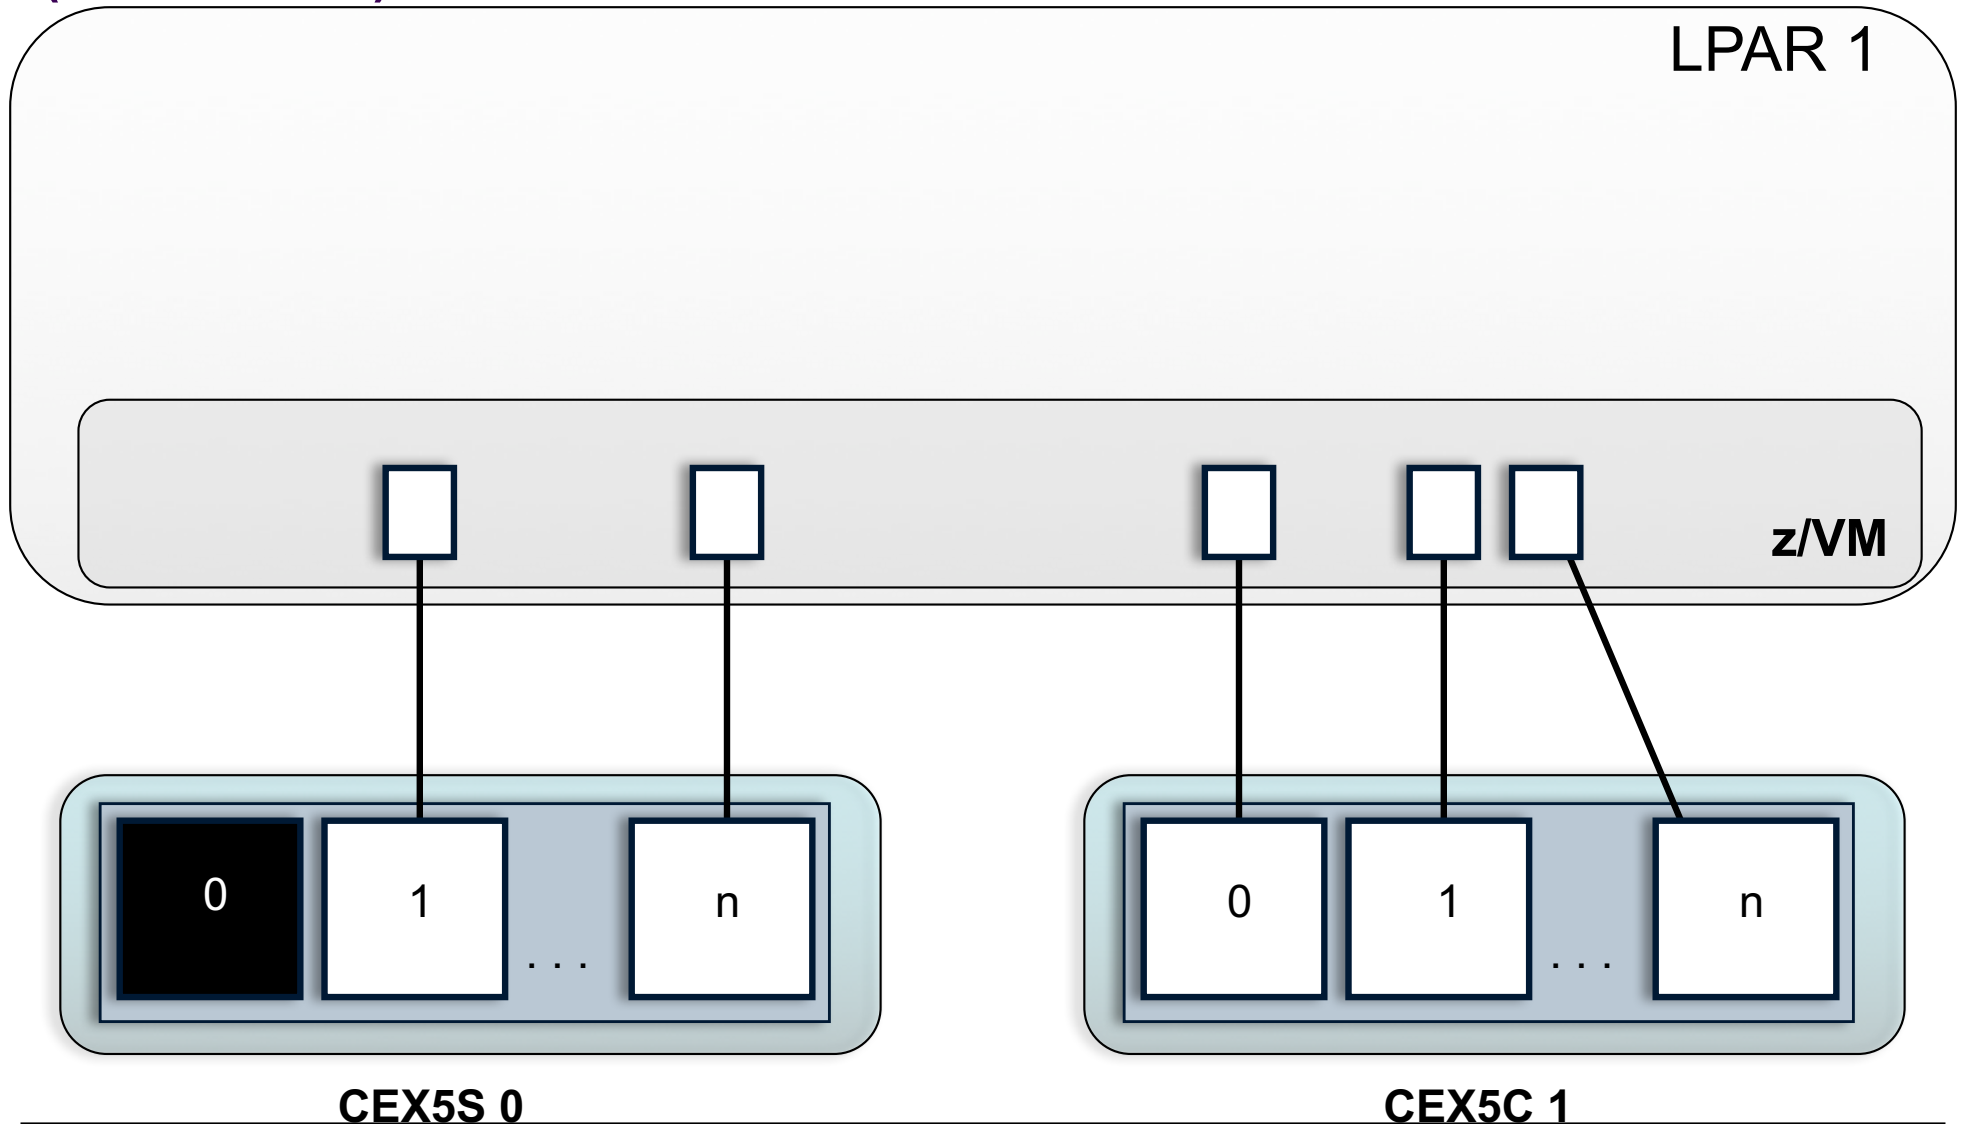 LPAR 1
z/VM
0 1 . . . n
0 1 . . . n
CEX5S 0
CEX5C 1